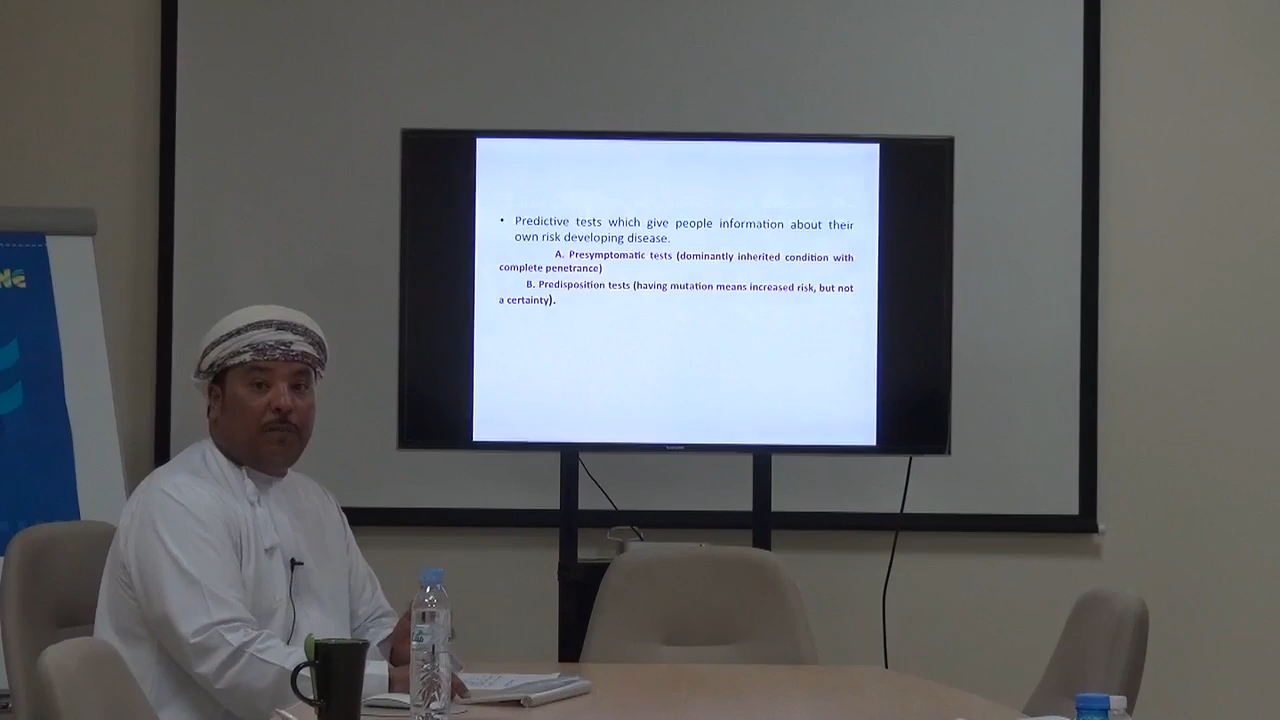 • Predictive tests which give people information about their
own risk developing disease.
A. Presymptomatic tests (dominantly inherited condition with
complete penetrance)
B. Predisposition tests (having mutation means increased risk, but not
a certainty).